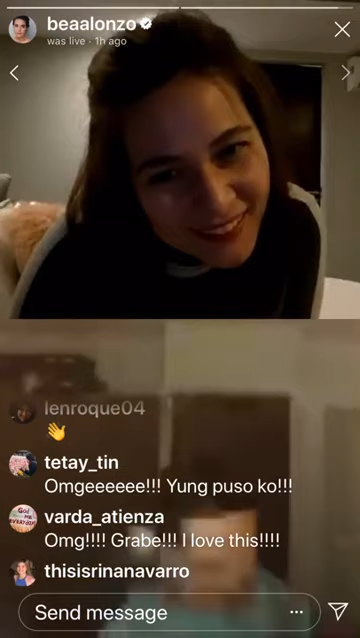 beaalonzo
was live · 1h ago
lenroque04
👋
tetay_tin
Omgeeeeee!!! Yung puso ko!!!
varda_atienza
Omg!!!! Grabe!!! I love this!!!!
thisisrinanavarro
Send message